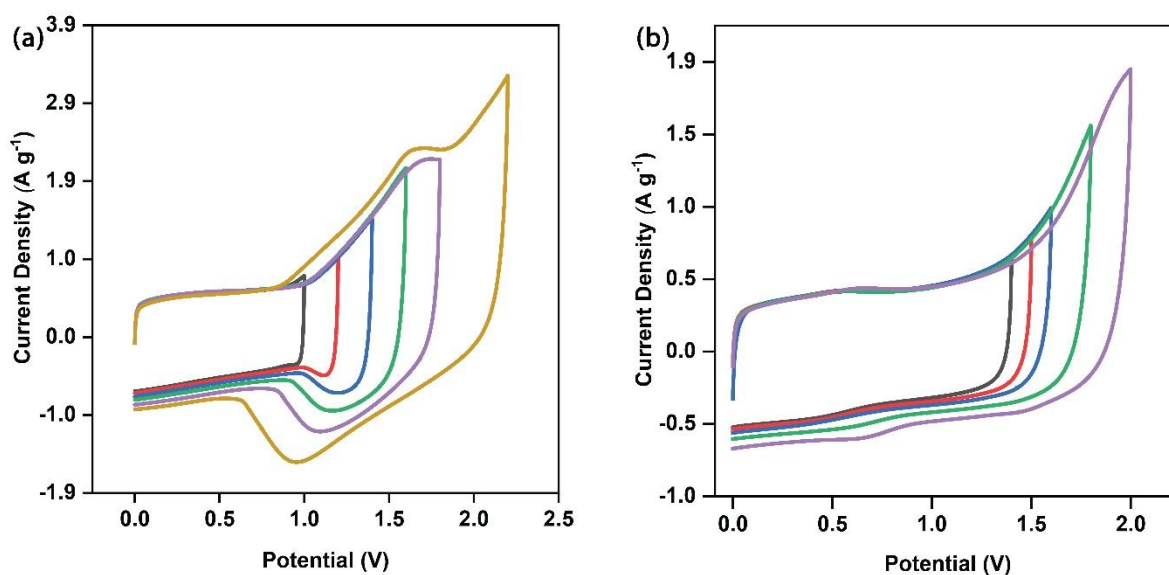 (a)
3.9
2.9
1.9
1.0
0.0
-1.0
-1.9
Current Density (A g⁻¹)
0.0 0.5 1.0 1.5 2.0 2.5
Potential (V)
(b)
1.9
1.5
1.0
0.5
0.0
-0.5
-1.0
Current Density (A g⁻¹)
0.0 0.5 1.0 1.5 2.0
Potential (V)